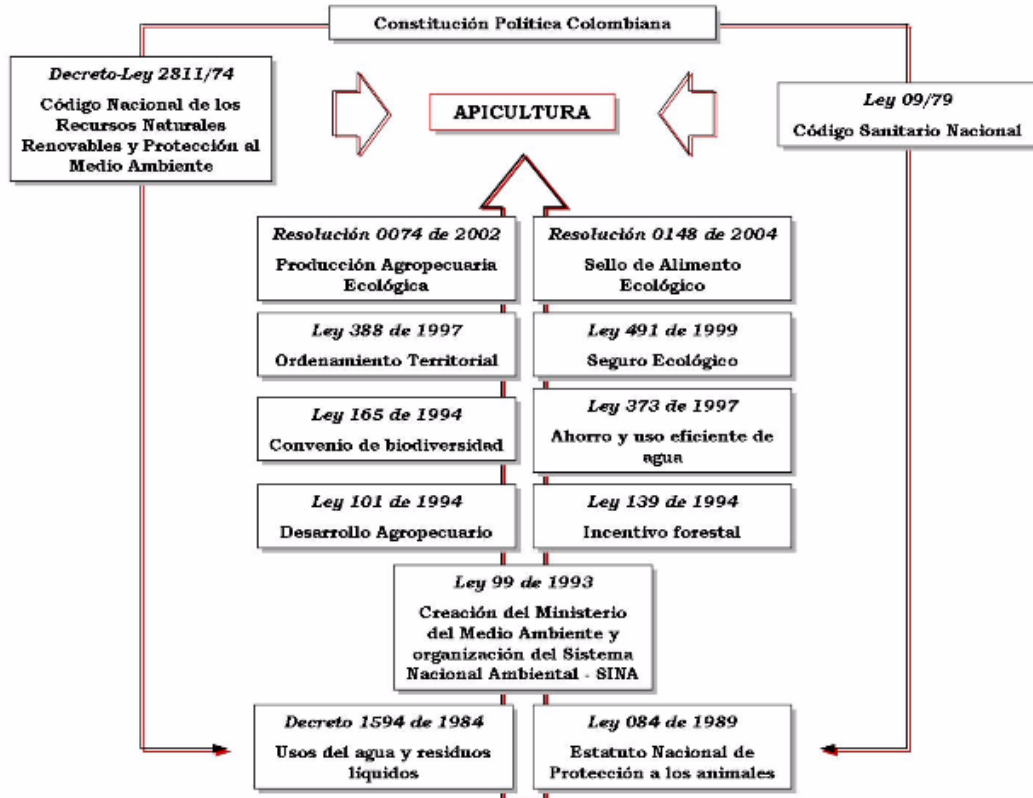 Constitución Política Colombiana
Decreto-Ley 2811/74
Código Nacional de los
Recursos Naturales
Renovables y Protección al
Medio Ambiente
APICULTURA
Ley 09/79
Código Sanitario Nacional
Resolución 0074 de 2002
Producción Agropecuaria
Ecológica
Resolución 0148 de 2004
Sello de Alimento
Ecológico
Ley 388 de 1997
Ordenamiento Territorial
Ley 491 de 1999
Seguro Ecológico
Ley 165 de 1994
Convenio de biodiversidad
Ley 373 de 1997
Ahorro y uso eficiente de
agua
Ley 101 de 1994
Desarrollo Agropecuario
Ley 139 de 1994
Incentivo forestal
Ley 99 de 1993
Creación del Ministerio
del Medio Ambiente y
organización del Sistema
Nacional Ambiental - SINA
Decreto 1594 de 1984
Usos del agua y residuos
líquidos
Ley 084 de 1989
Estatuto Nacional de
Protección a los animales